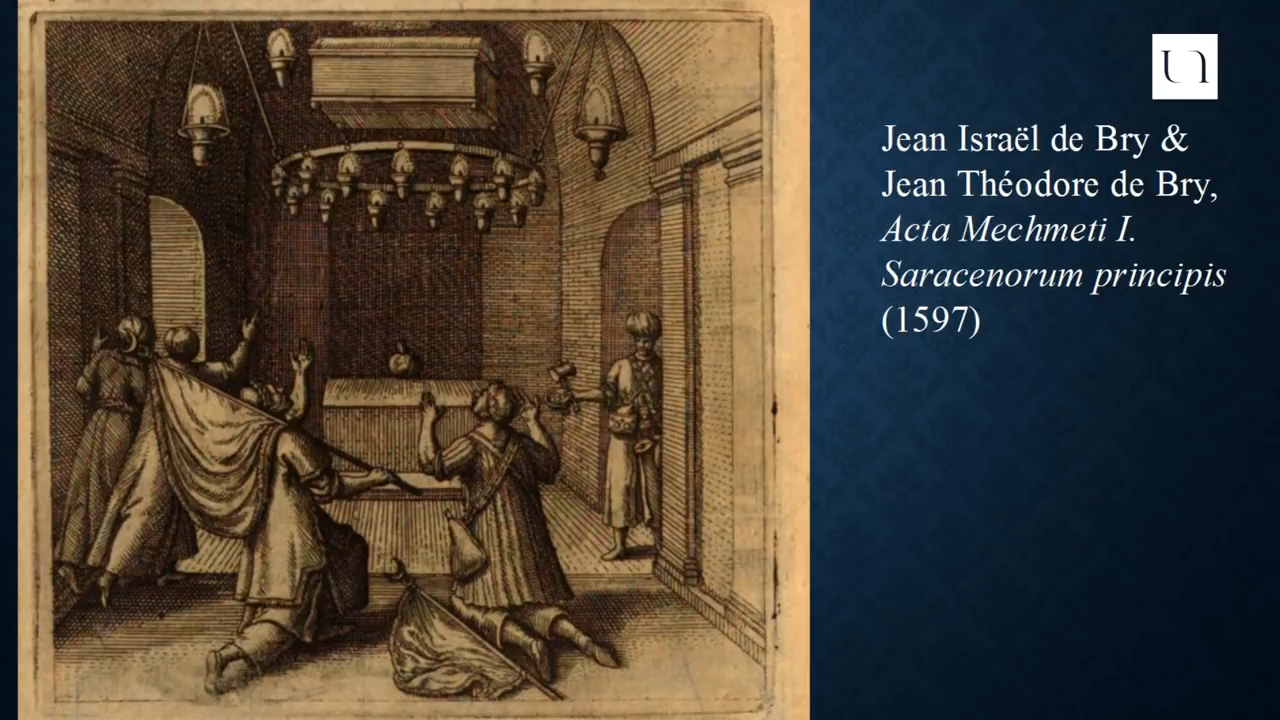 Jean Israël de Bry &
Jean Théodore de Bry,
Acta Mechmeti I.
Saracenorum principis
(1597)